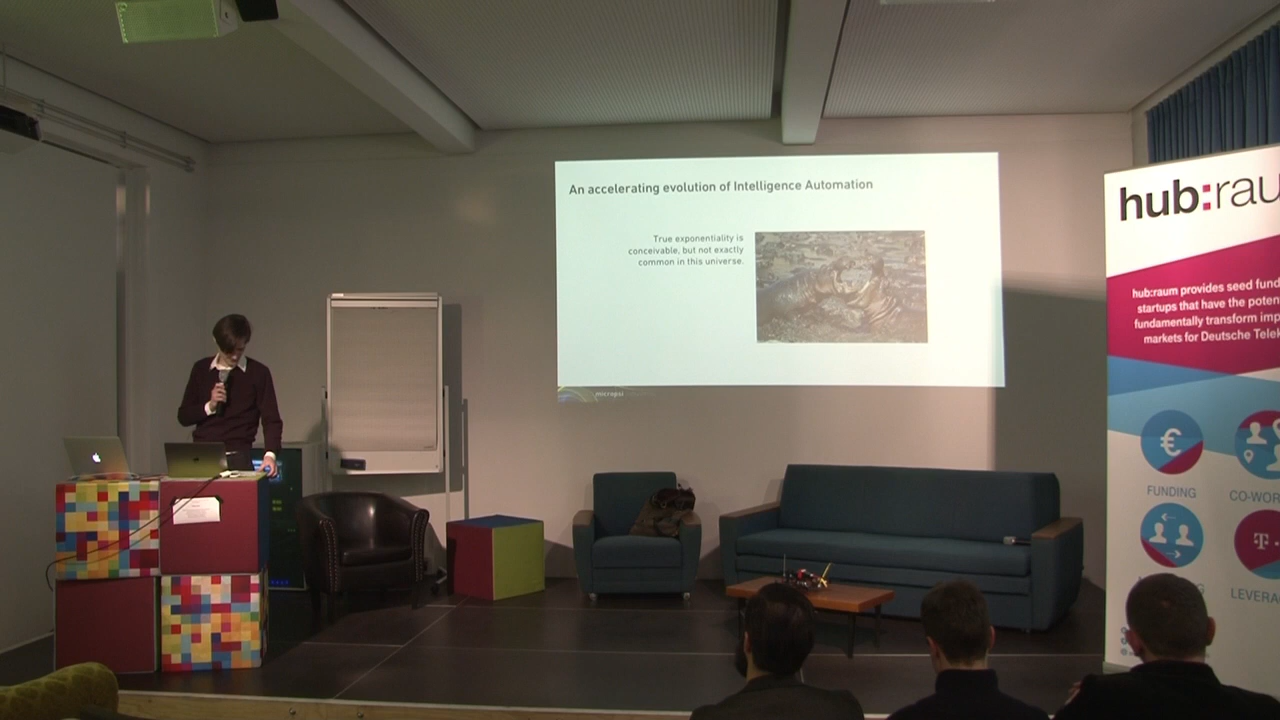 An accelerating evolution of Intelligence Automation
True exponentiality is
conceivable, but not exactly
common in this universe.
micropsi
hub:rau
hub:raum provides seed fund
startups that have the poten
fundamentally transform imp
markets for Deutsche Telek
€
FUNDING
CO-WOR
T
LEVERA